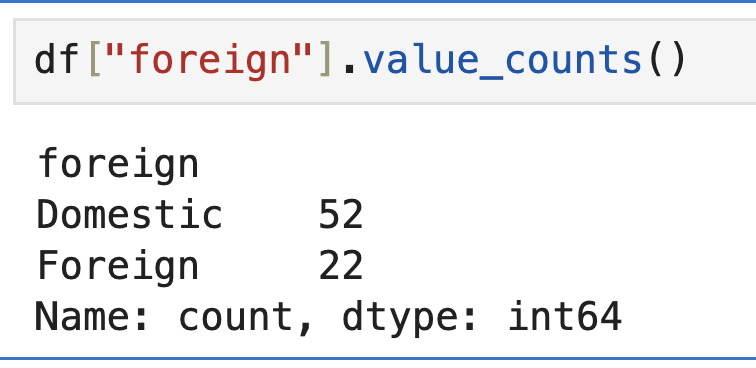 df["foreign"].value_counts()
foreign
Domestic    52
Foreign     22
Name: count, dtype: int64